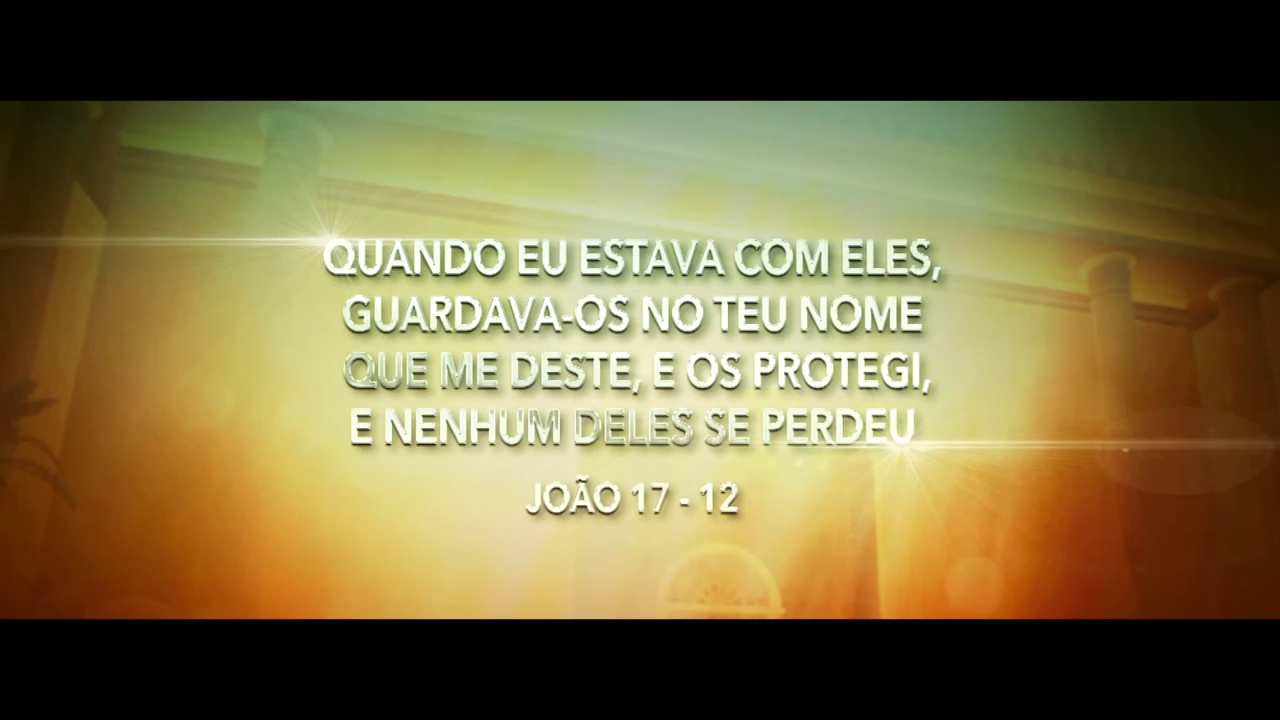 QUANDO EU ESTAVA COM ELES,
GUARDAVA-OS NO TEU NOME
QUE ME DESTE, E OS PROTEGI,
E NENHUM DELES SE PERDEU
JOÃO 17 - 12